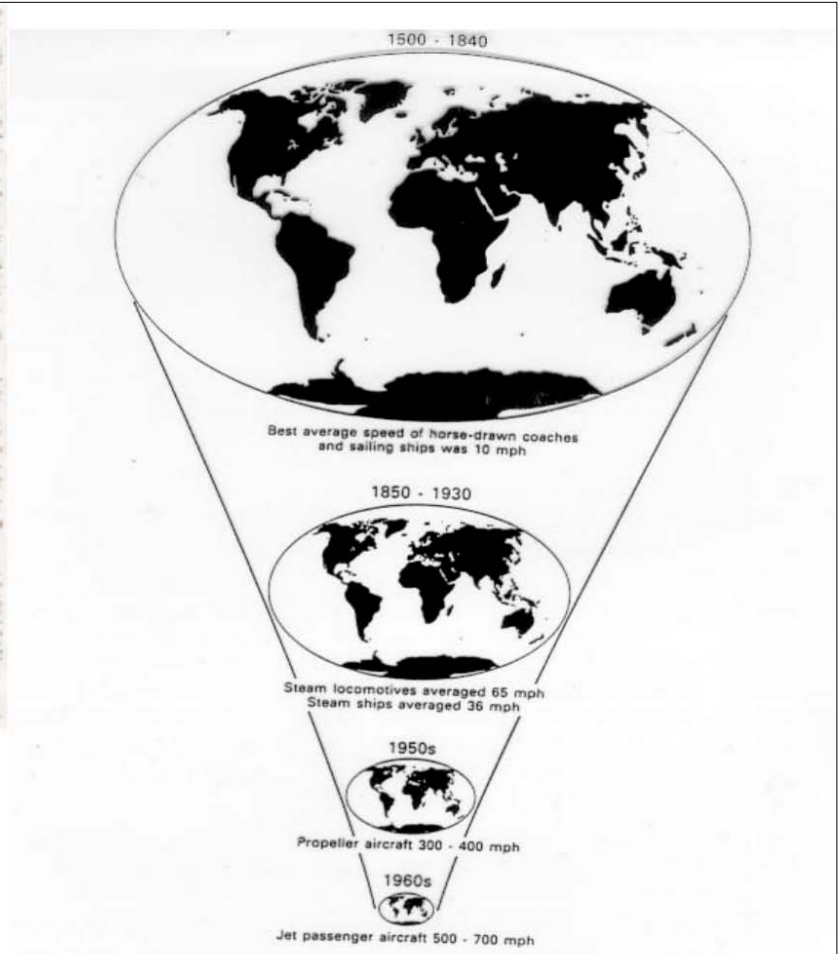 1500 - 1840
Best average speed of horse-drawn coaches
and sailing ships was 10 mph
1850 - 1930
Steam locomotives averaged 65 mph
Steam ships averaged 36 mph
1950s
Propeller aircraft 300 - 400 mph
1960s
Jet passenger aircraft 500 - 700 mph